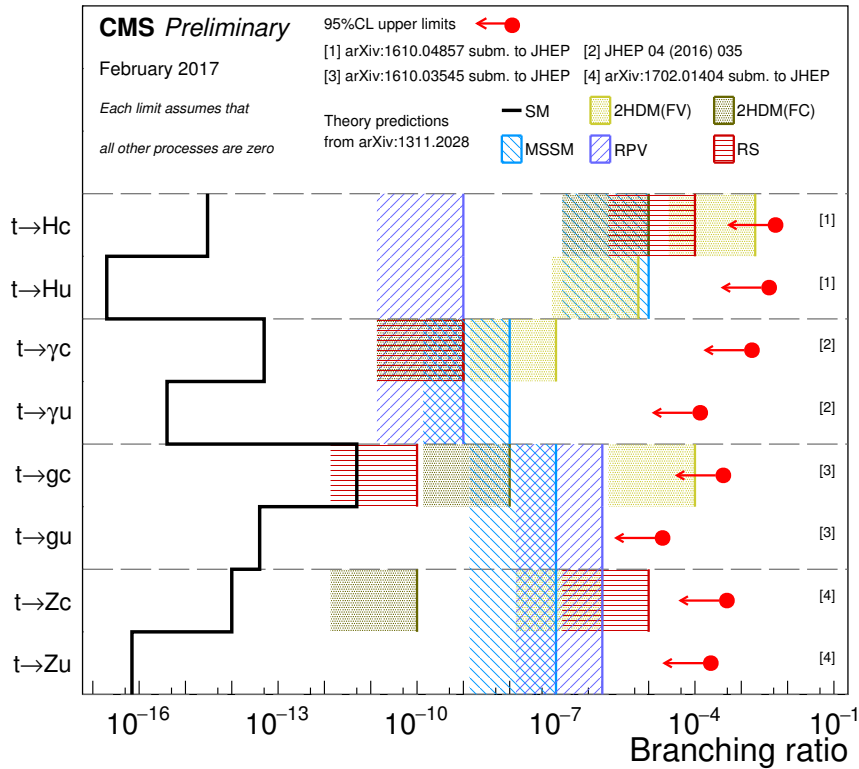 CMS Preliminary
February 2017
Each limit assumes that
all other processes are zero
95%CL upper limits
[1] arXiv:1610.04857 subm. to JHEP [2] JHEP 04 (2016) 035
[3] arXiv:1610.03545 subm. to JHEP [4] arXiv:1702.01404 subm. to JHEP
Theory predictions
from arXiv:1311.2028
SM 2HDM(FV) 2HDM(FC)
MSSM RPV RS
t→Hc [1]
t→Hu [1]
t→γc [2]
t→γu [2]
t→gc [3]
t→gu [3]
t→Zc [4]
t→Zu [4]
10⁻¹⁶ 10⁻¹³ 10⁻¹⁰ 10⁻⁷ 10⁻⁴ 10⁻¹
Branching ratio